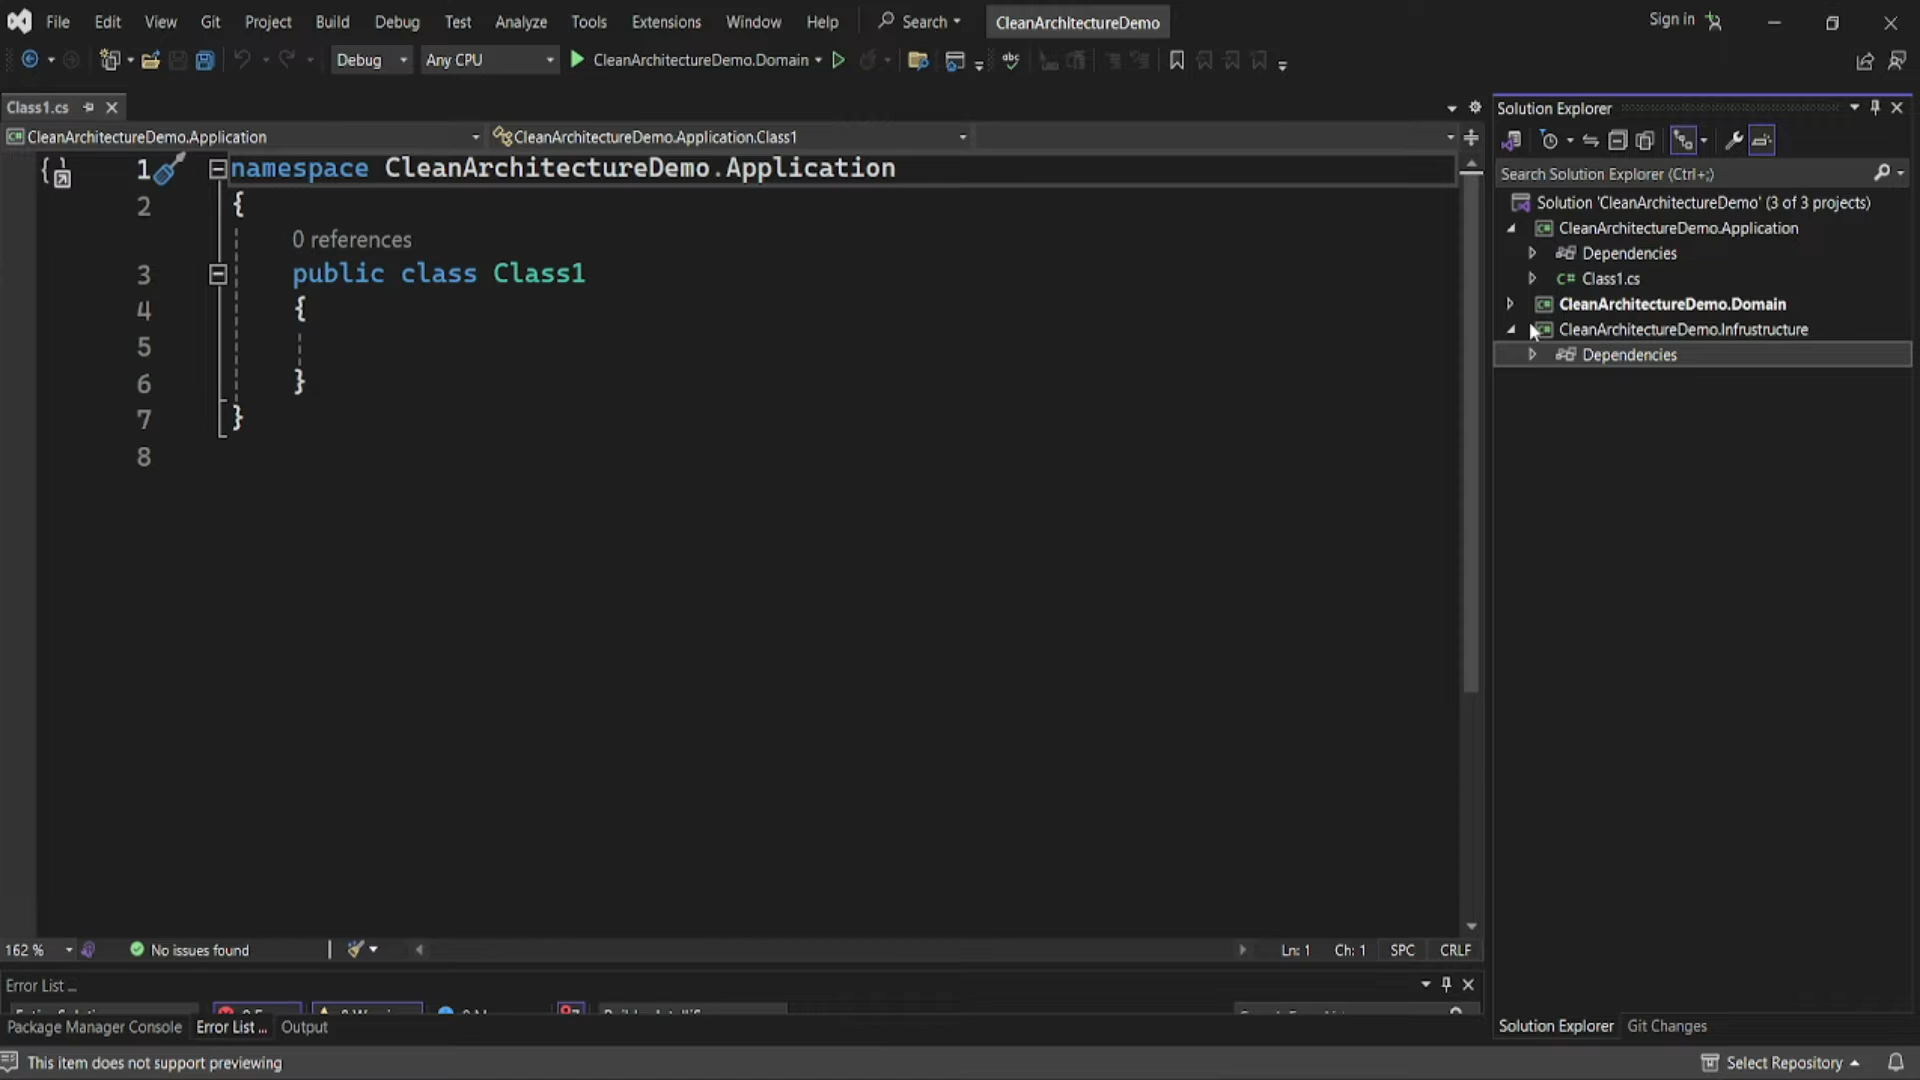 File Edit View Git Project Build Debug Test Analyze Tools Extensions Window Help Search CleanArchitectureDemo Sign in
Debug Any CPU CleanArchitectureDemo.Domain
Class1.cs
CleanArchitectureDemo.Application CleanArchitectureDemo.Application.Class1
1 namespace CleanArchitectureDemo.Application
2 {
0 references
3 public class Class1
4 {
5
6 }
7 }
8
162 % No issues found Ln: 1 Ch: 1 SPC CRLF
Error List ...
Package Manager Console Error List ... Output
This item does not support previewing
Solution Explorer
Search Solution Explorer (Ctrl+;)
Solution 'CleanArchitectureDemo' (3 of 3 projects)
CleanArchitectureDemo.Application
Dependencies
C# Class1.cs
CleanArchitectureDemo.Domain
CleanArchitectureDemo.Infrustructure
Dependencies
Solution Explorer Git Changes
Select Repository